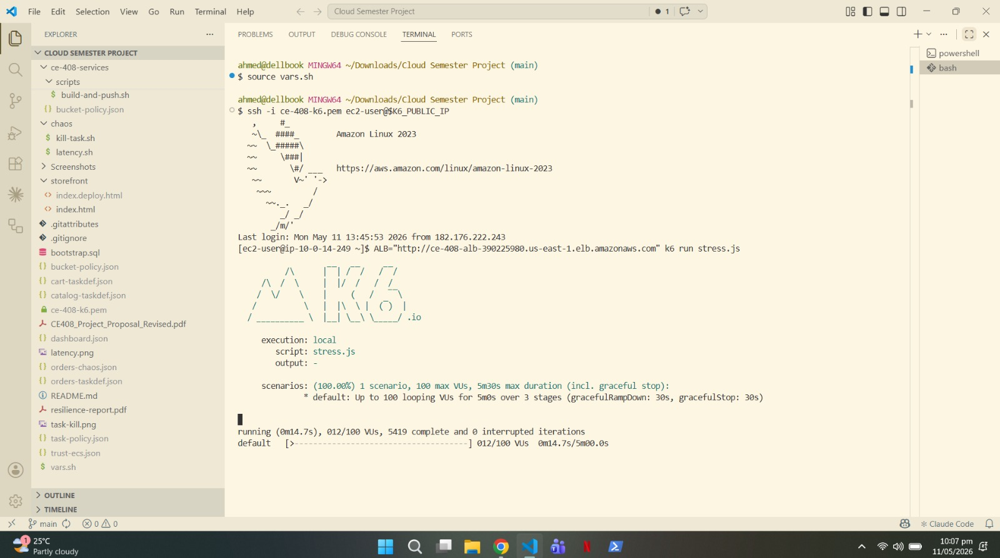 File Edit Selection View Go Run Terminal Help
Cloud Semester Project
1
EXPLORER
CLOUD SEMESTER PROJECT
ce-408-services
scripts
$ build-and-push.sh
{} bucket-policy.json
chaos
$ kill-task.sh
$ latency.sh
Screenshots
storefront
<> index.deploy.html
<> index.html
.gitattributes
.gitignore
bootstrap.sql
{} bucket-policy.json
{} cart-taskdef.json
{} catalog-taskdef.json
ce-408-k6.pem
CE408_Project_Proposal_Revised.pdf
{} dashboard.json
latency.png
{} orders-chaos.json
{} orders-taskdef.json
README.md
resilience-report.pdf
task-kill.png
{} task-policy.json
{} trust-ecs.json
$ vars.sh
OUTLINE
TIMELINE
PROBLEMS OUTPUT DEBUG CONSOLE TERMINAL PORTS
powershell
bash
ahmed@dellbook MINGW64 ~/Downloads/Cloud Semester Project (main)
$ source vars.sh
ahmed@dellbook MINGW64 ~/Downloads/Cloud Semester Project (main)
$ ssh -i ce-408-k6.pem ec2-user@$K6_PUBLIC_IP
   ,     #_
   ~\_  ####_        Amazon Linux 2023
  ~~  \_#####\
  ~~     \###|
  ~~       \#/ ___   https://aws.amazon.com/linux/amazon-linux-2023
   ~~       V~' '->
    ~~~         /
      ~~._.   _/
         _/ _/
       _/m/'
Last login: Mon May 11 13:45:53 2026 from 182.176.222.243
[ec2-user@ip-10-0-14-249 ~]$ ALB="http://ce-408-alb-390225980.us-east-1.elb.amazonaws.com" k6 run stress.js
K6 .io
execution: local
script: stress.js
output: -
scenarios: (100.00%) 1 scenario, 100 max VUs, 5m30s max duration (incl. graceful stop):
* default: Up to 100 looping VUs for 5m0s over 3 stages (gracefulRampDown: 30s, gracefulStop: 30s)
running (0m14.7s), 012/100 VUs, 5419 complete and 0 interrupted iterations
default   [>-------------------------------------] 012/100 VUs  0m14.7s/5m00.0s
main 0 0
Claude Code
1
25°C
Partly cloudy
10:07 pm
11/05/2026